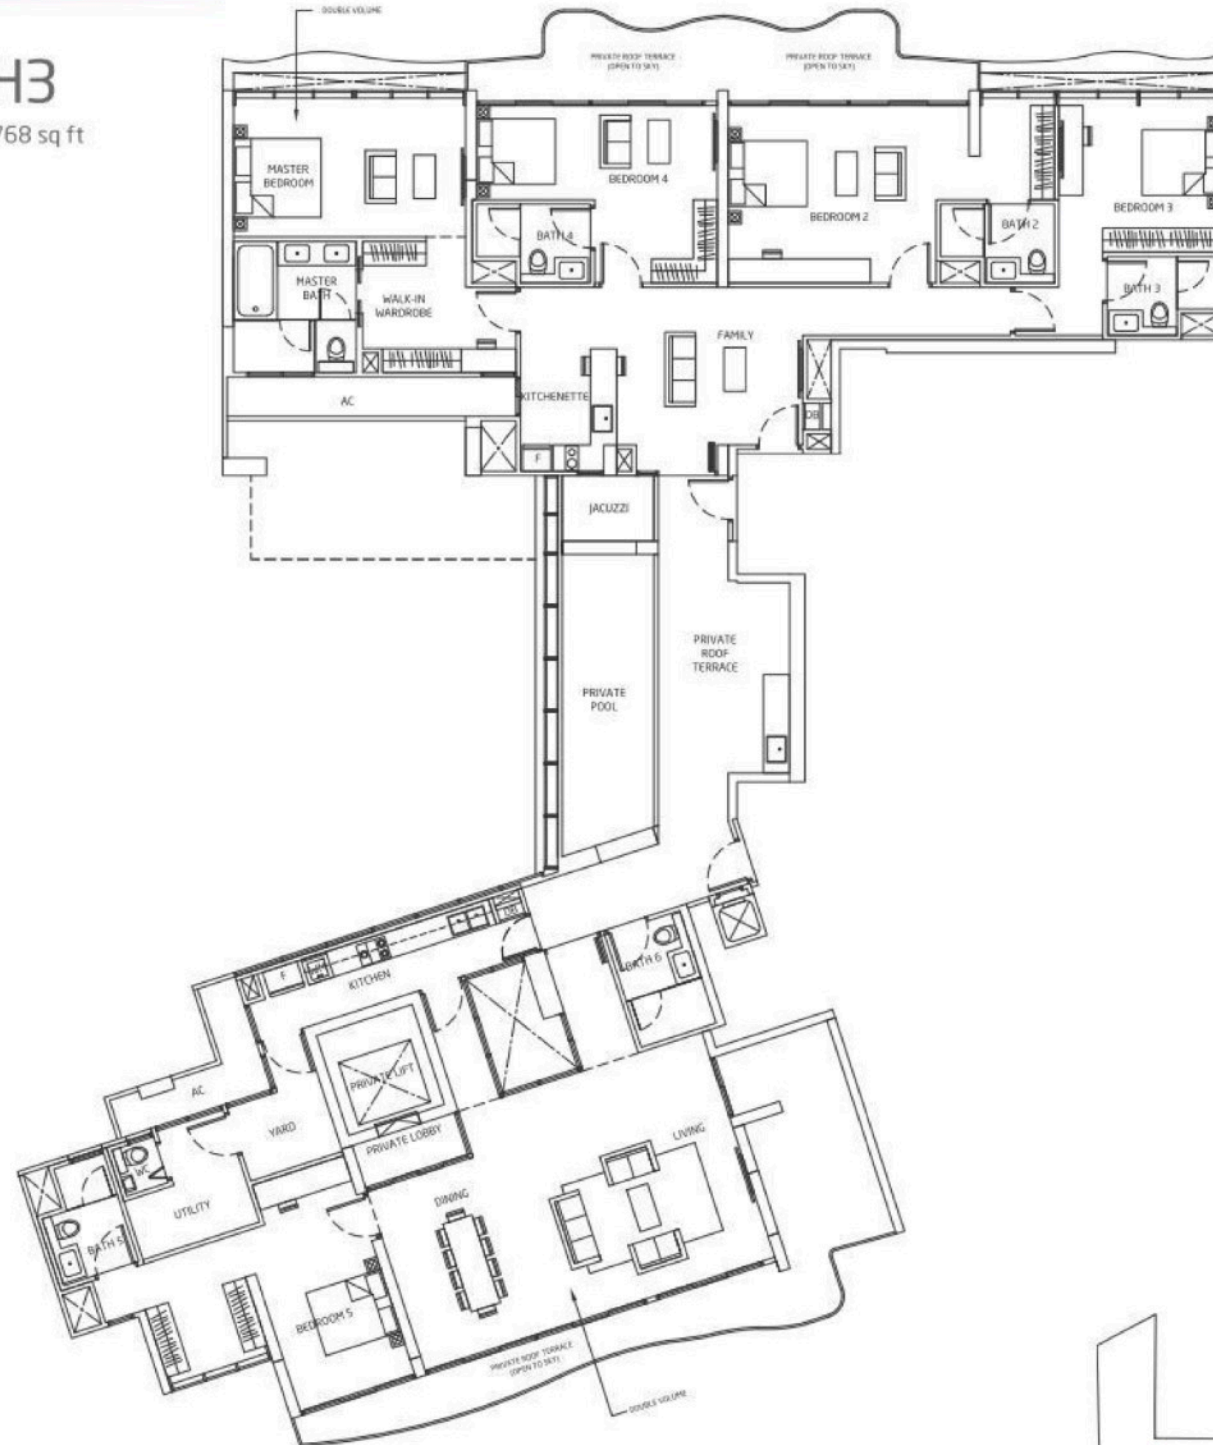 H3
768 sq ft
DOUBLE VOLUME
PRIVATE ROOF TERRACE
(OPEN TO SKY)
PRIVATE ROOF TERRACE
(OPEN TO SKY)
MASTER
BEDROOM
BEDROOM 4
BEDROOM 2
BEDROOM 3
BATH 4
BATH 2
MASTER
BATH
WALK-IN
WARDROBE
BATH 3
FAMILY
AC
KITCHENETTE
DB
F
JACUZZI
PRIVATE
ROOF
TERRACE
PRIVATE
POOL
DB
F
KITCHEN
BATH 6
PRIVATE LIFT
AC
YARD
PRIVATE LOBBY
LIVING
WC
UTILITY
DINING
BATH 5
BEDROOM 5
PRIVATE ROOF TERRACE
(OPEN TO SKY)
DOUBLE VOLUME